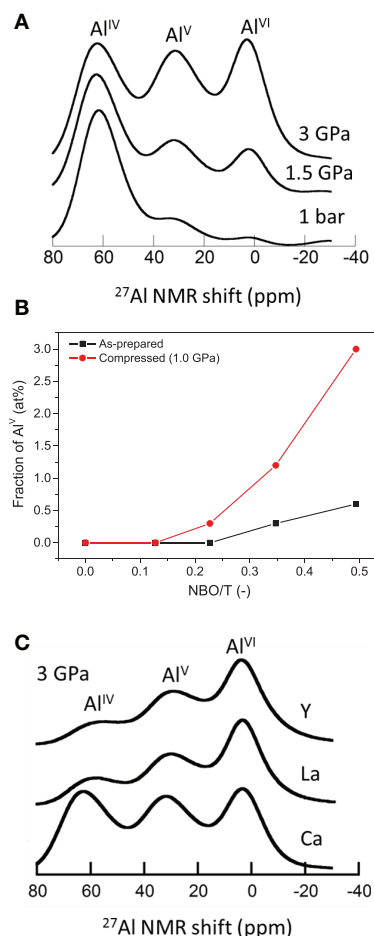 A
Al^IV Al^V Al^VI
3 GPa
1.5 GPa
1 bar
80 60 40 20 0 -20 -40
²⁷Al NMR shift (ppm)
B
As-prepared
Compressed (1.0 GPa)
Fraction of Al^V (at%)
3.0
2.5
2.0
1.5
1.0
0.5
0.0
0.0 0.1 0.2 0.3 0.4 0.5
NBO/T (-)
C
3 GPa
Al^IV Al^V Al^VI
Y
La
Ca
80 60 40 20 0 -20 -40
²⁷Al NMR shift (ppm)